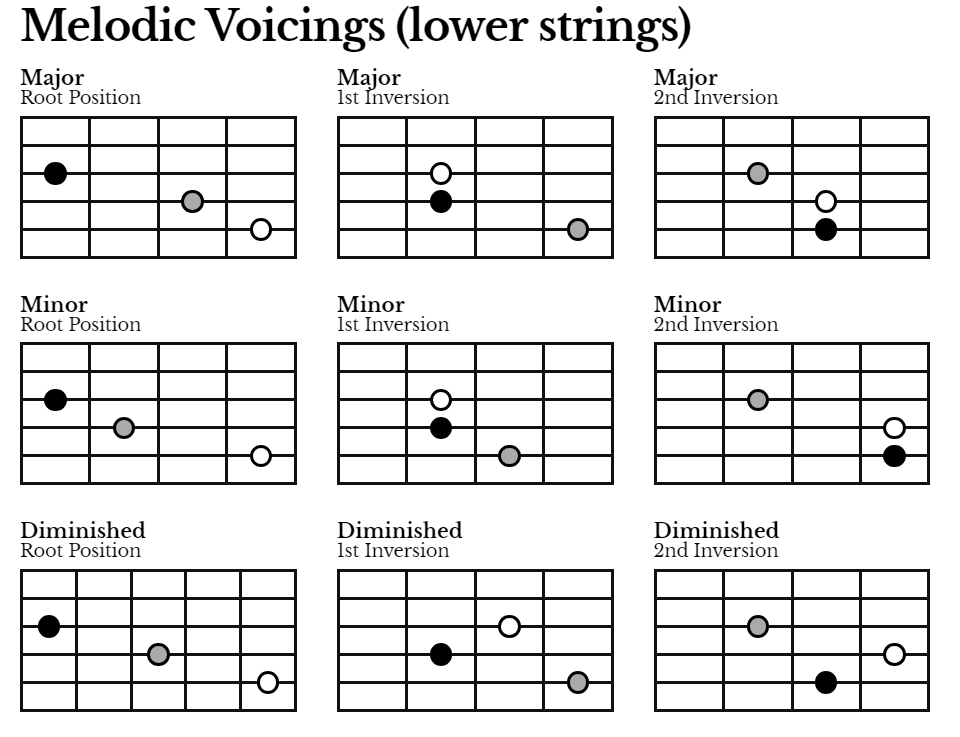 Melodic Voicings (lower strings)
Major
Root Position
Major
1st Inversion
Major
2nd Inversion
Minor
Root Position
Minor
1st Inversion
Minor
2nd Inversion
Diminished
Root Position
Diminished
1st Inversion
Diminished
2nd Inversion